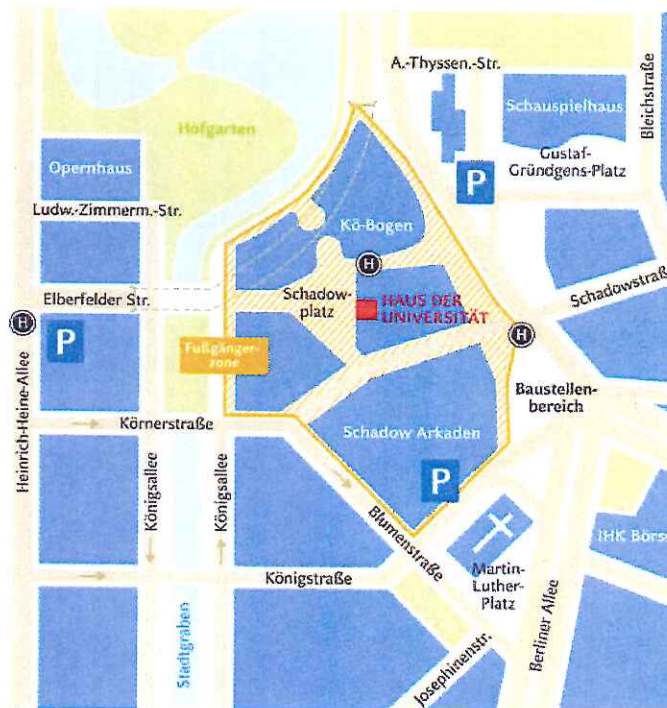 A.-Thyssen.-Str.
Schauspielhaus
Bleichstraße
Hofgarten
Gustaf-
Gründgens-Platz
Opernhaus
P
Ludw.-Zimmerm.-Str.
Kö-Bogen
H
Elberfelder Str.
Schadow-
platz
HAUS DER
UNIVERSITÄT
Schadowstraß
H
P
H
Fußgänger-
zone
Heinrich-Heine-Allee
Baustellen-
bereich
Körnerstraße
Schadow Arkaden
P
Königsallee
Königsallee
Blumenstraße
IHK Börs
Königstraße
Martin-
Luther-
Platz
Stadtgraben
Berliner Allee
Josephinenstr.